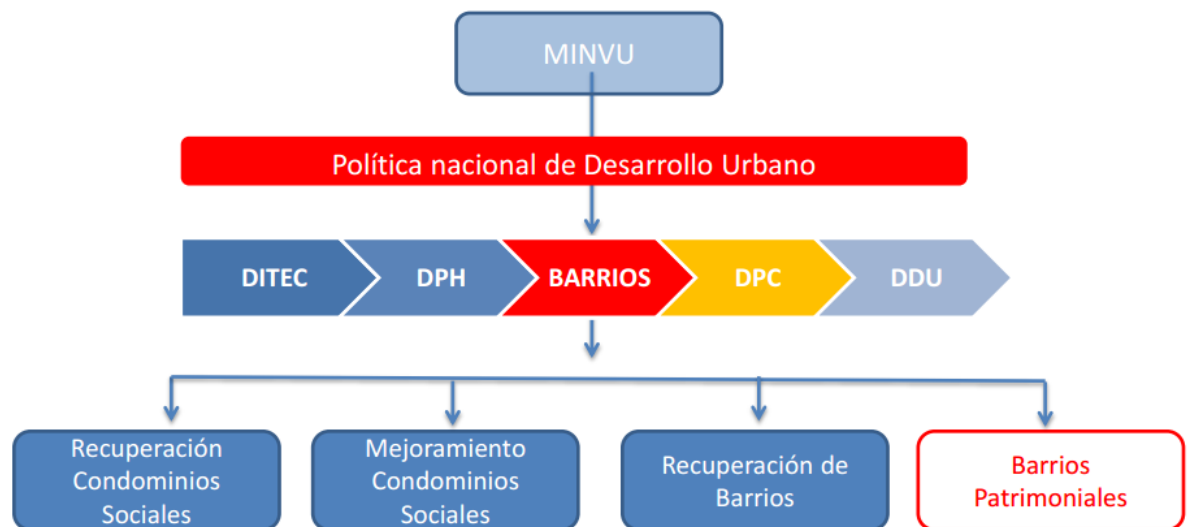 MINVU
Política nacional de Desarrollo Urbano
DITEC
DPH
BARRIOS
DPC
DDU
Recuperación
Condominios
Sociales
Mejoramiento
Condominios
Sociales
Recuperación de
Barrios
Barrios
Patrimoniales